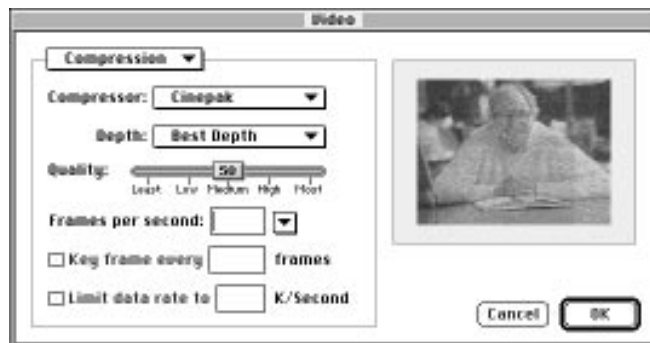 Video
Compression
Compressor: Cinepak
Depth: Best Depth
Quality: 50
Least Low Medium High Most
Frames per second:
Key frame every frames
Limit data rate to K/Second
Cancel OK